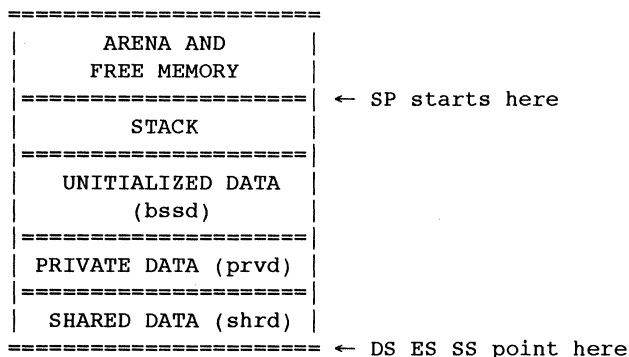 ARENA AND
FREE MEMORY
← SP starts here
STACK
UNITIALIZED DATA
(bssd)
PRIVATE DATA (prvd)
SHARED DATA (shrd)
← DS ES SS point here